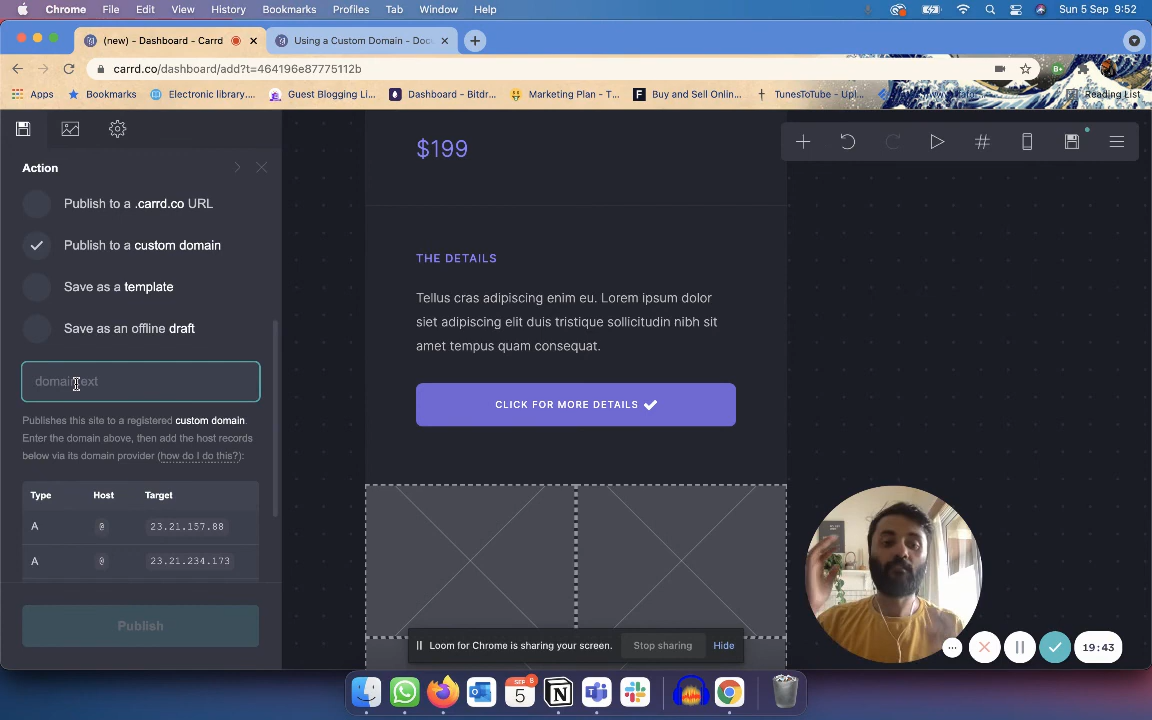 Chrome File Edit View History Bookmarks Profiles Tab Window Help
Sun 5 Sep 9:52
(new) - Dashboard - Carrd
Using a Custom Domain - Doc
carrd.co/dashboard/add?t=464196e87775112b
Apps
Bookmarks
Electronic library....
Guest Blogging Li...
Dashboard - Bitdr...
Marketing Plan - T...
Buy and Sell Onlin...
TunesToTube - Upl...
Reading List
Action
Publish to a .carrd.co URL
Publish to a custom domain
Save as a template
Save as an offline draft
domain.ext
Publishes this site to a registered custom domain.
Enter the domain above, then add the host records
below via its domain provider (how do I do this?):
Type Host Target
A @ 23.21.157.88
A @ 23.21.234.173
Publish
$199
THE DETAILS
Tellus cras adipiscing enim eu. Lorem ipsum dolor
siet adipiscing elit duis tristique sollicitudin nibh sit
amet tempus quam consequat.
CLICK FOR MORE DETAILS
Loom for Chrome is sharing your screen.
Stop sharing
Hide
19:43
SEP
5
6